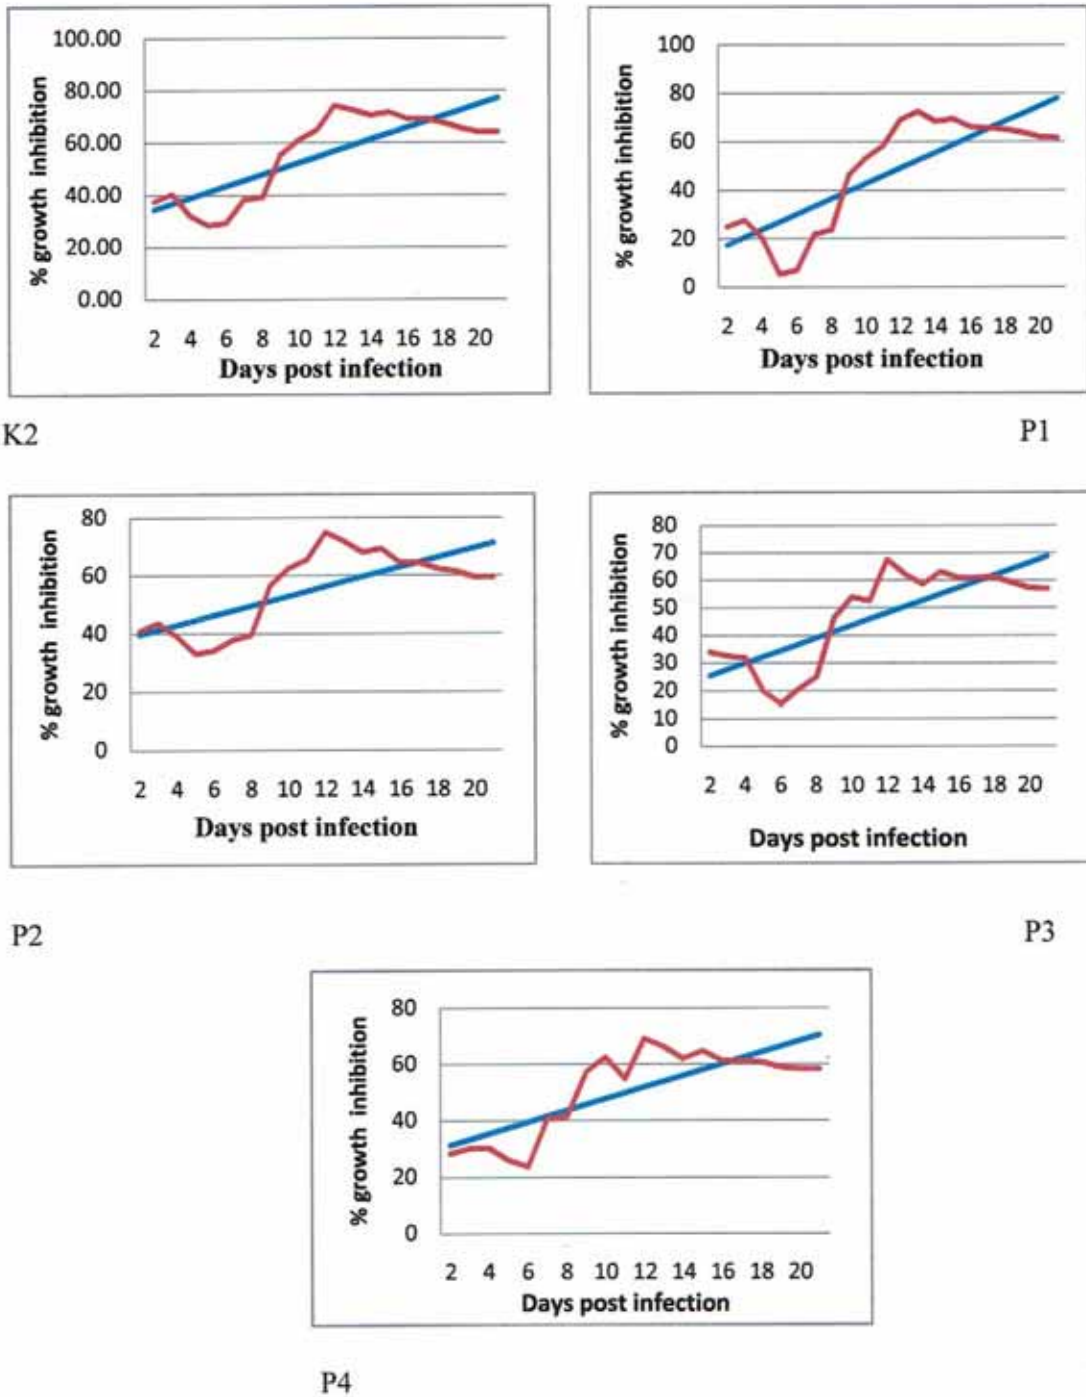 100.00
80.00
60.00
40.00
20.00
0.00
% growth inhibition
2 4 6 8 10 12 14 16 18 20
Days post infection
K2
100
80
60
40
20
0
% growth inhibition
2 4 6 8 10 12 14 16 18 20
Days post infection
P1
80
60
40
20
0
% growth inhibition
2 4 6 8 10 12 14 16 18 20
Days post infection
P2
80
70
60
50
40
30
20
10
0
% growth inhibition
2 4 6 8 10 12 14 16 18 20
Days post infection
P3
80
60
40
20
0
% growth inhibition
2 4 6 8 10 12 14 16 18 20
Days post infection
P4